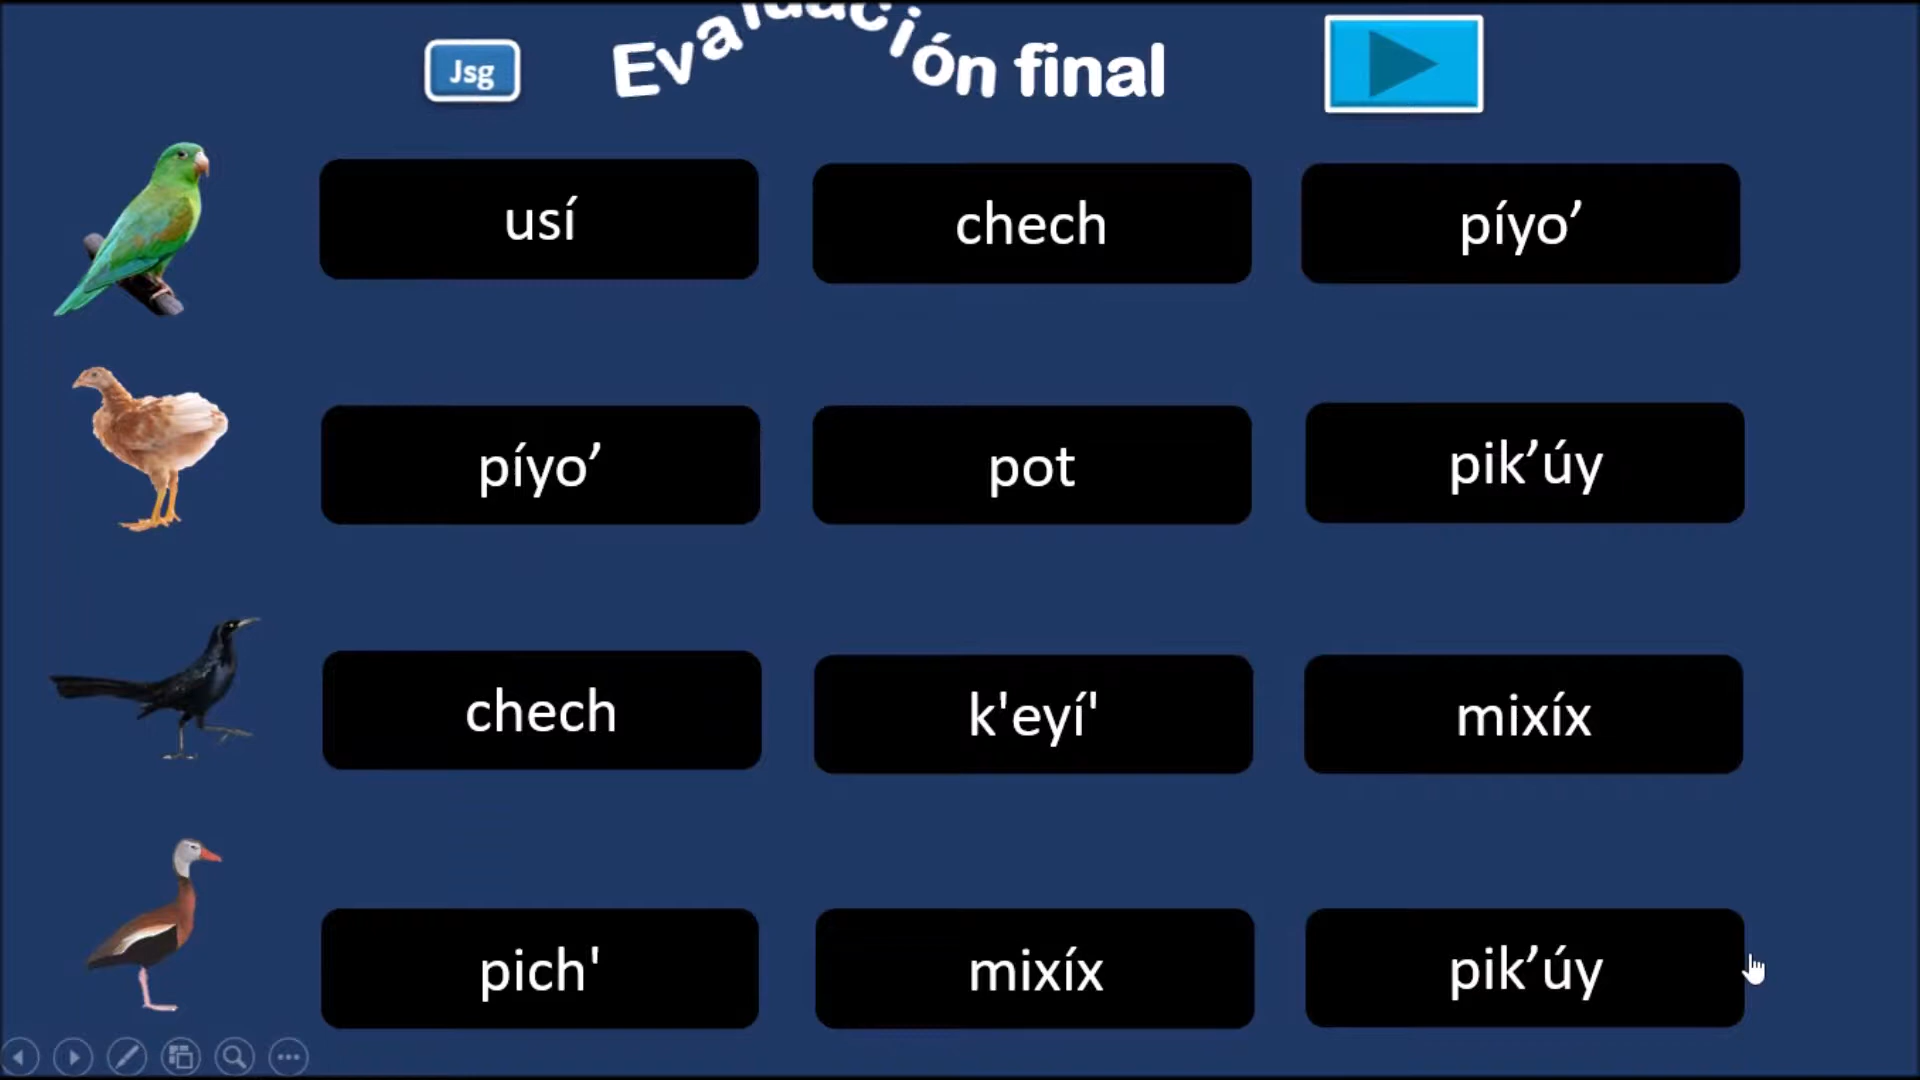 Jsg
Evaluación final
usí
chech
píyo’
píyo’
pot
pik’úy
chech
k'eyí'
mixíx
pich'
mixíx
pik’úy